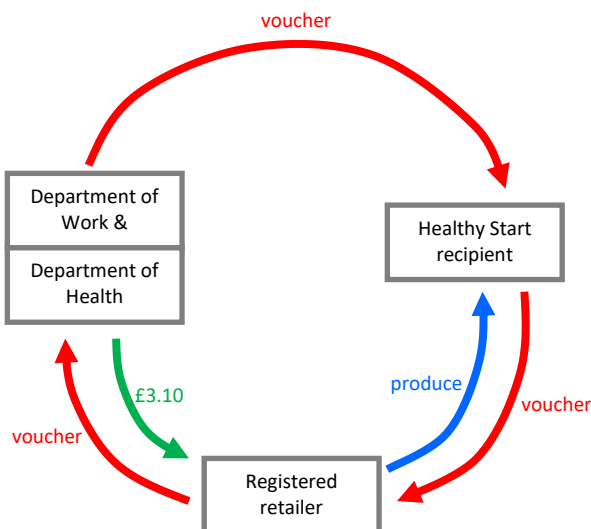 voucher
Department of
Work &
Department of
Health
Healthy Start
recipient
£3.10
produce
voucher
voucher
Registered
retailer